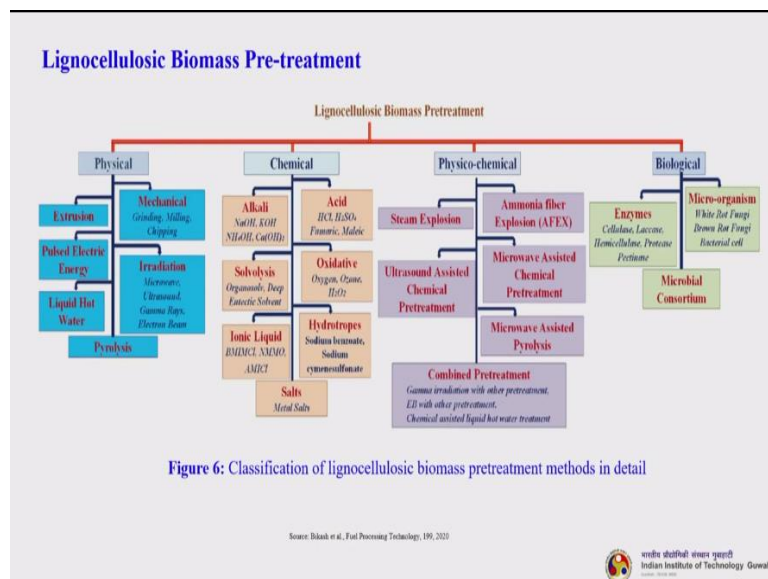 Lignocellulosic Biomass Pre-treatment
Lignocellulosic Biomass Pretreatment
Physical
Extrusion
Mechanical
Grinding, Milling,
Chipping
Pulsed Electric
Energy
Irradiation
Microwave,
Ultrasound,
Gamma Rays,
Electron Beam
Liquid Hot
Water
Pyrolysis
Chemical
Alkali
NaOH, KOH
NH₄OH, Ca(OH)₂
Acid
HCl, H₂SO₄
Fumaric, Maleic
Solvolysis
Organosolv, Deep
Eutectic Solvent
Oxidative
Oxygen, Ozone,
H₂O₂
Ionic Liquid
BMIMCl, NMMO,
AMICl
Hydrotropes
Sodium benzoate,
Sodium
cymenesulfonate
Salts
Metal Salts
Physico-chemical
Steam Explosion
Ammonia fiber
Explosion (AFEX)
Ultrasound Assisted
Chemical
Pretreatment
Microwave Assisted
Chemical
Pretreatment
Microwave Assisted
Pyrolysis
Combined Pretreatment
Gamma irradiation with other pretreatment,
EB with other pretreatment,
Chemical assisted liquid hot water treatment
Biological
Enzymes
Cellulase, Laccase,
Hemicellulase, Protease
Micro-organism
White Rot Fungi
Brown Rot Fungi
Bacterial cell
Microbial
Consortium
Figure 6: Classification of lignocellulosic biomass pretreatment methods in detail
Source: Bikash et al., Fuel Processing Technology, 199, 2020
भारतीय प्रौद्योगिकी संस्थान गुवाहाटी
Indian Institute of Technology Guwa